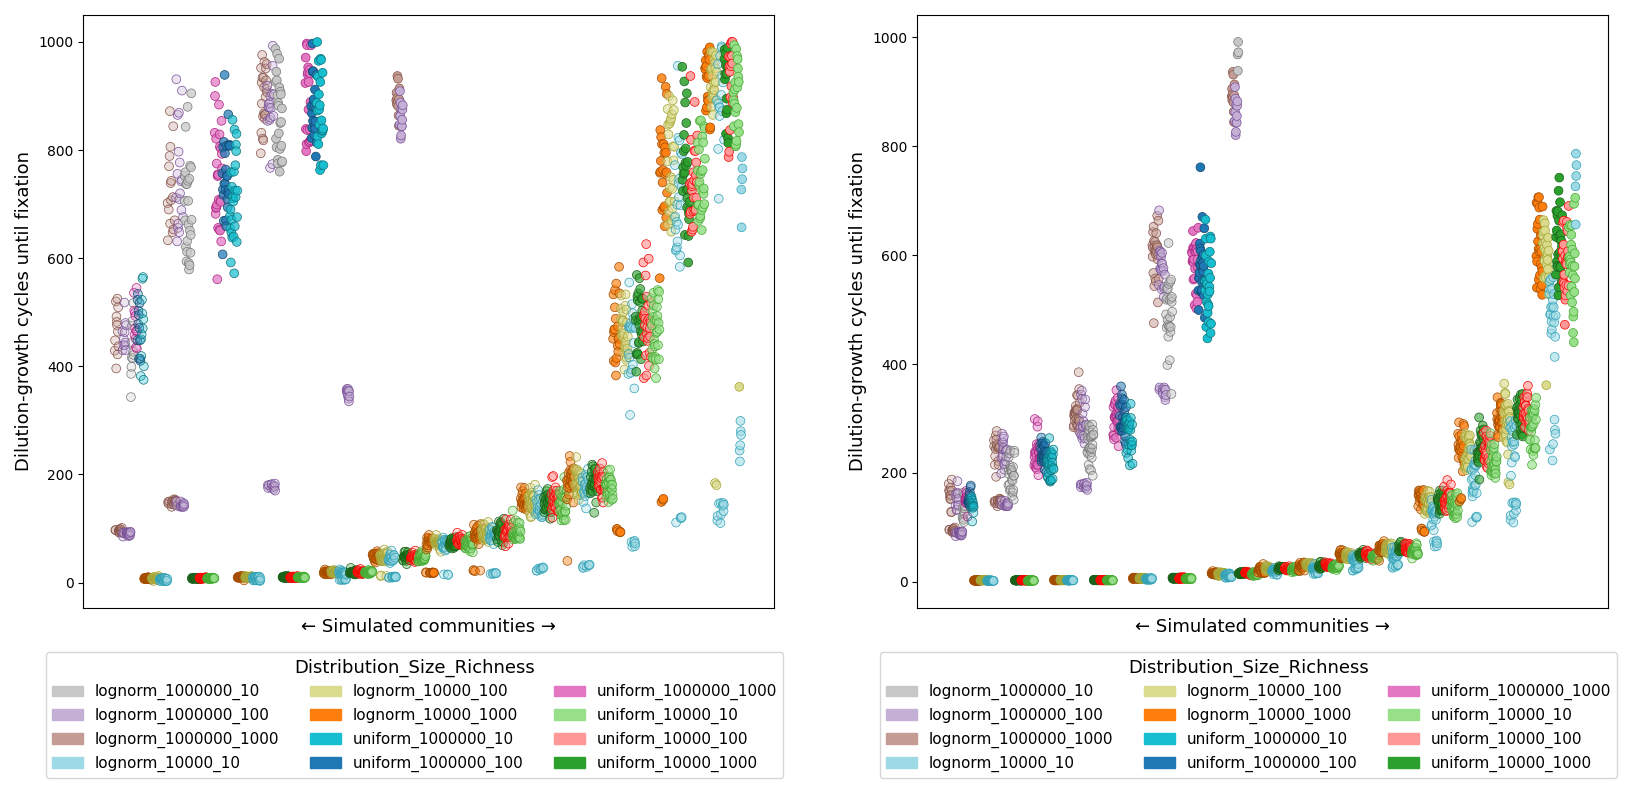 1000
800
600
400
200
0
Dilution-growth cycles until fixation
← Simulated communities →
Distribution_Size_Richness
lognorm_1000000_10
lognorm_1000000_100
lognorm_1000000_1000
lognorm_10000_10
lognorm_10000_100
lognorm_10000_1000
uniform_1000000_10
uniform_1000000_100
uniform_1000000_1000
uniform_10000_10
uniform_10000_100
uniform_10000_1000
1000
800
600
400
200
0
Dilution-growth cycles until fixation
← Simulated communities →
Distribution_Size_Richness
lognorm_1000000_10
lognorm_1000000_100
lognorm_1000000_1000
lognorm_10000_10
lognorm_10000_100
lognorm_10000_1000
uniform_1000000_10
uniform_1000000_100
uniform_1000000_1000
uniform_10000_10
uniform_10000_100
uniform_10000_1000